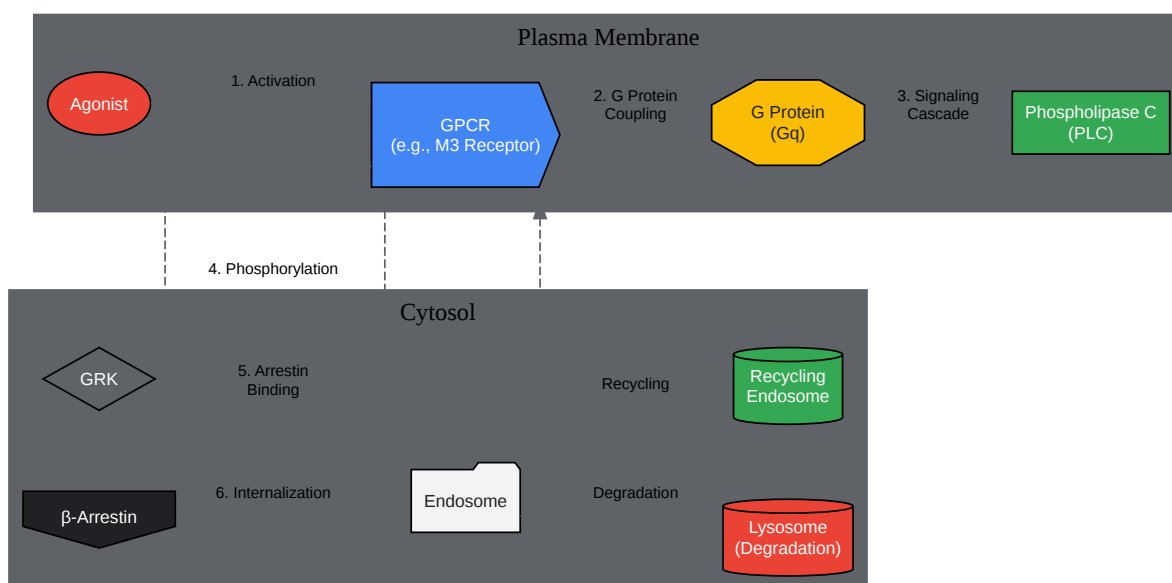 Plasma Membrane
Agonist
1. Activation
GPCR
(e.g., M3 Receptor)
2. G Protein
Coupling
G Protein
(Gq)
3. Signaling
Cascade
Phospholipase C
(PLC)
4. Phosphorylation
Cytosol
GRK
5. Arrestin
Binding
Recycling
Recycling
Endosome
β-Arrestin
6. Internalization
Endosome
Degradation
Lysosome
(Degradation)